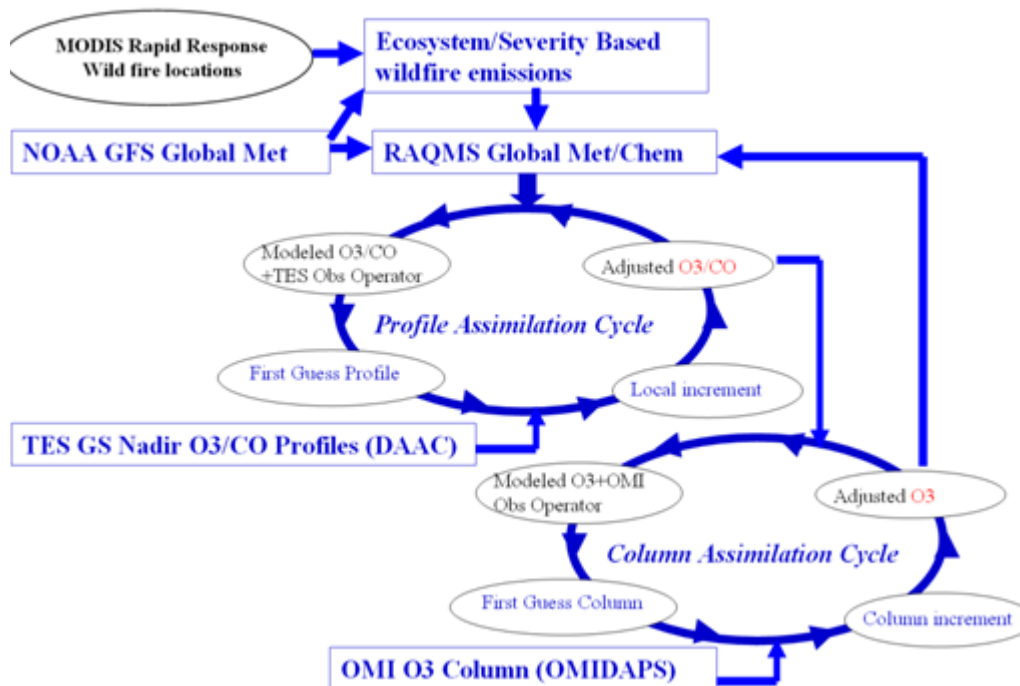 MODIS Rapid Response
Wild fire locations
Ecosystem/Severity Based
wildfire emissions
NOAA GFS Global Met
RAQMS Global Met/Chem
Modeled O3/CO
+TES Obs Operator
Adjusted O3/CO
Profile Assimilation Cycle
First Guess Profile
Local increment
TES GS Nadir O3/CO Profiles (DAAC)
Modeled O3+OMI
Obs Operator
Adjusted O3
Column Assimilation Cycle
First Guess Column
Column increment
OMI O3 Column (OMIDAPS)